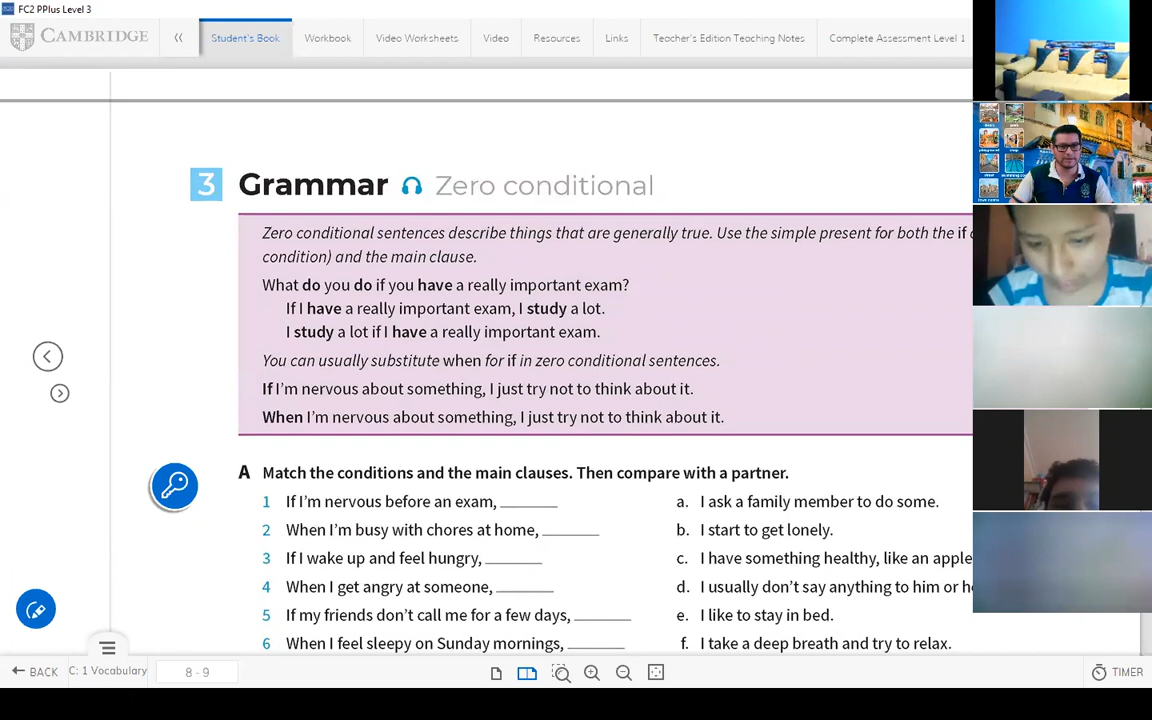 FC2 PPlus Level 3
CAMBRIDGE
Student's Book
Workbook
Video Worksheets
Video
Resources
Links
Teacher's Edition Teaching Notes
Complete Assessment Level 1
3 Grammar Zero conditional
Zero conditional sentences describe things that are generally true. Use the simple present for both the if
condition) and the main clause.
What do you do if you have a really important exam?
If I have a really important exam, I study a lot.
I study a lot if I have a really important exam.
You can usually substitute when for if in zero conditional sentences.
If I'm nervous about something, I just try not to think about it.
When I'm nervous about something, I just try not to think about it.
A Match the conditions and the main clauses. Then compare with a partner.
1 If I'm nervous before an exam, ______ a. I ask a family member to do some.
2 When I'm busy with chores at home, ______ b. I start to get lonely.
3 If I wake up and feel hungry, ______ c. I have something healthy, like an apple
4 When I get angry at someone, ______ d. I usually don't say anything to him or
5 If my friends don't call me for a few days, ______ e. I like to stay in bed.
6 When I feel sleepy on Sunday mornings, ______ f. I take a deep breath and try to relax.
BACK
C: 1 Vocabulary
8 - 9
TIMER